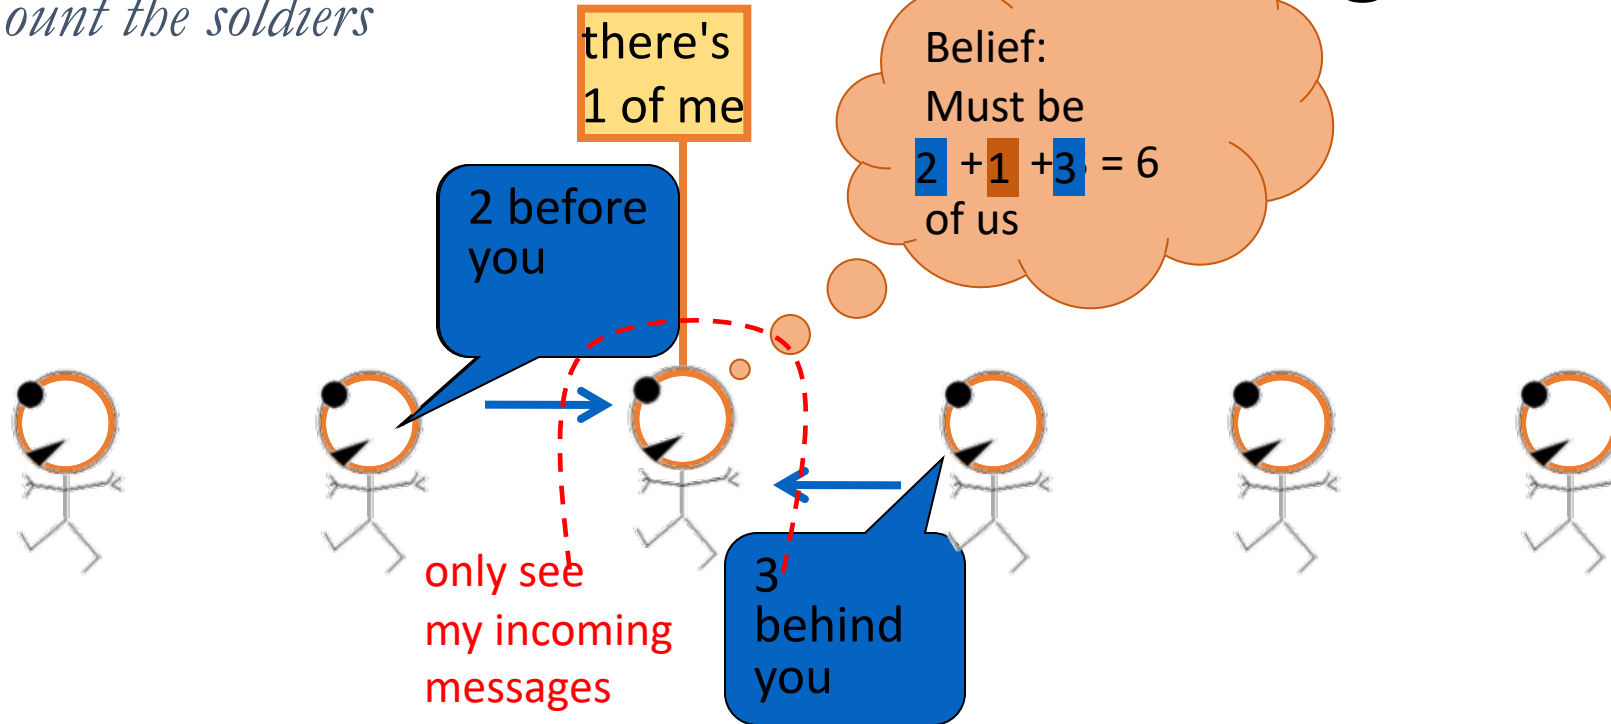 ount the soldiers
there's
1 of me
Belief:
Must be
2 + 1 + 3 = 6
of us
2 before
you
only see
my incoming
messages
3
behind
you